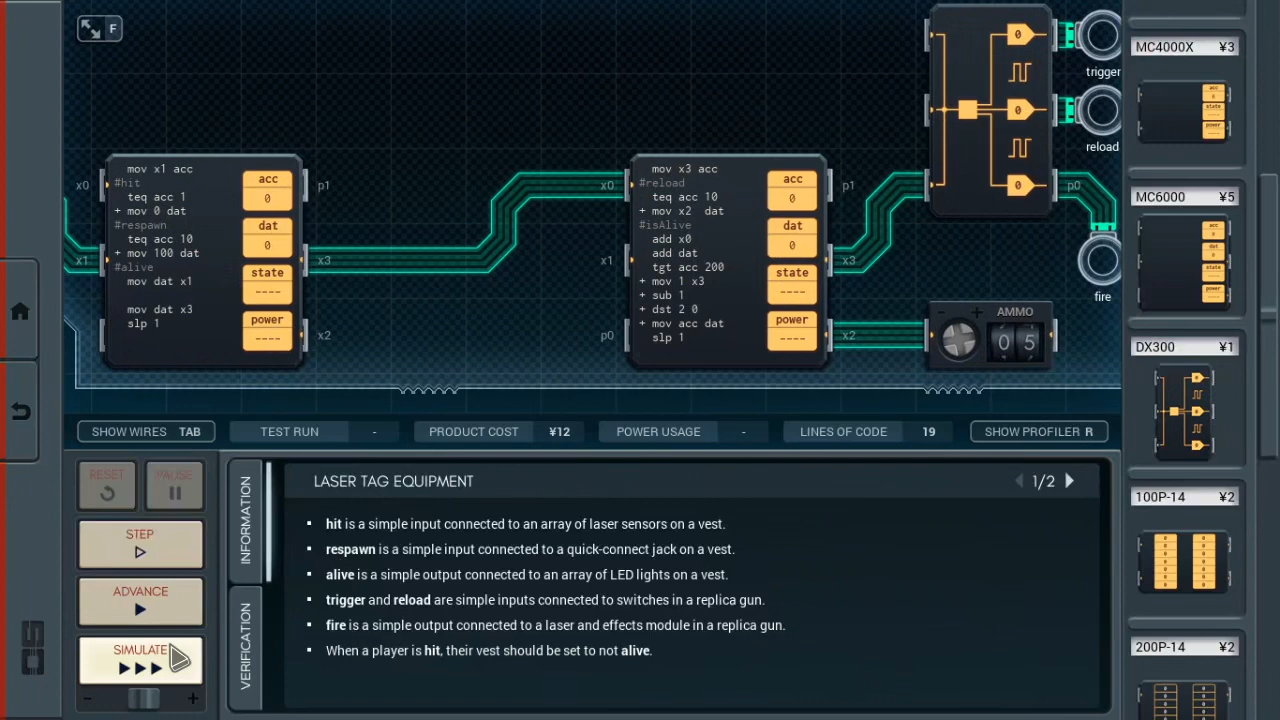 F
trigger
reload
fire
x0
x1
mov x1 acc
#hit
teq acc 1
+ mov 0 dat
#respawn
teq acc 10
+ mov 100 dat
#alive
mov dat x1
mov dat x3
slp 1
acc
0
dat
0
state
----
power
----
p1
x3
x2
x0
x1
p0
mov x3 acc
#reload
teq acc 10
+ mov x2 dat
#isAlive
add x0
add dat
tgt acc 200
+ mov 1 x3
+ sub 1
+ dst 2 0
+ mov acc dat
slp 1
acc
0
dat
0
state
----
power
----
p1
x3
x2
0
0
0
p0
- + AMMO
0 5
MC4000X ¥3
acc
0
state
----
power
----
MC6000 ¥5
acc
0
dat
0
state
----
power
----
DX300 ¥1
100P-14 ¥2
200P-14 ¥2
SHOW WIRES TAB
TEST RUN -
PRODUCT COST ¥12
POWER USAGE -
LINES OF CODE 19
SHOW PROFILER R
RESET
PAUSE
STEP
ADVANCE
SIMULATE
- +
INFORMATION
VERIFICATION
LASER TAG EQUIPMENT
1/2
▪ hit is a simple input connected to an array of laser sensors on a vest.
▪ respawn is a simple input connected to a quick-connect jack on a vest.
▪ alive is a simple output connected to an array of LED lights on a vest.
▪ trigger and reload are simple inputs connected to switches in a replica gun.
▪ fire is a simple output connected to a laser and effects module in a replica gun.
▪ When a player is hit, their vest should be set to not alive.